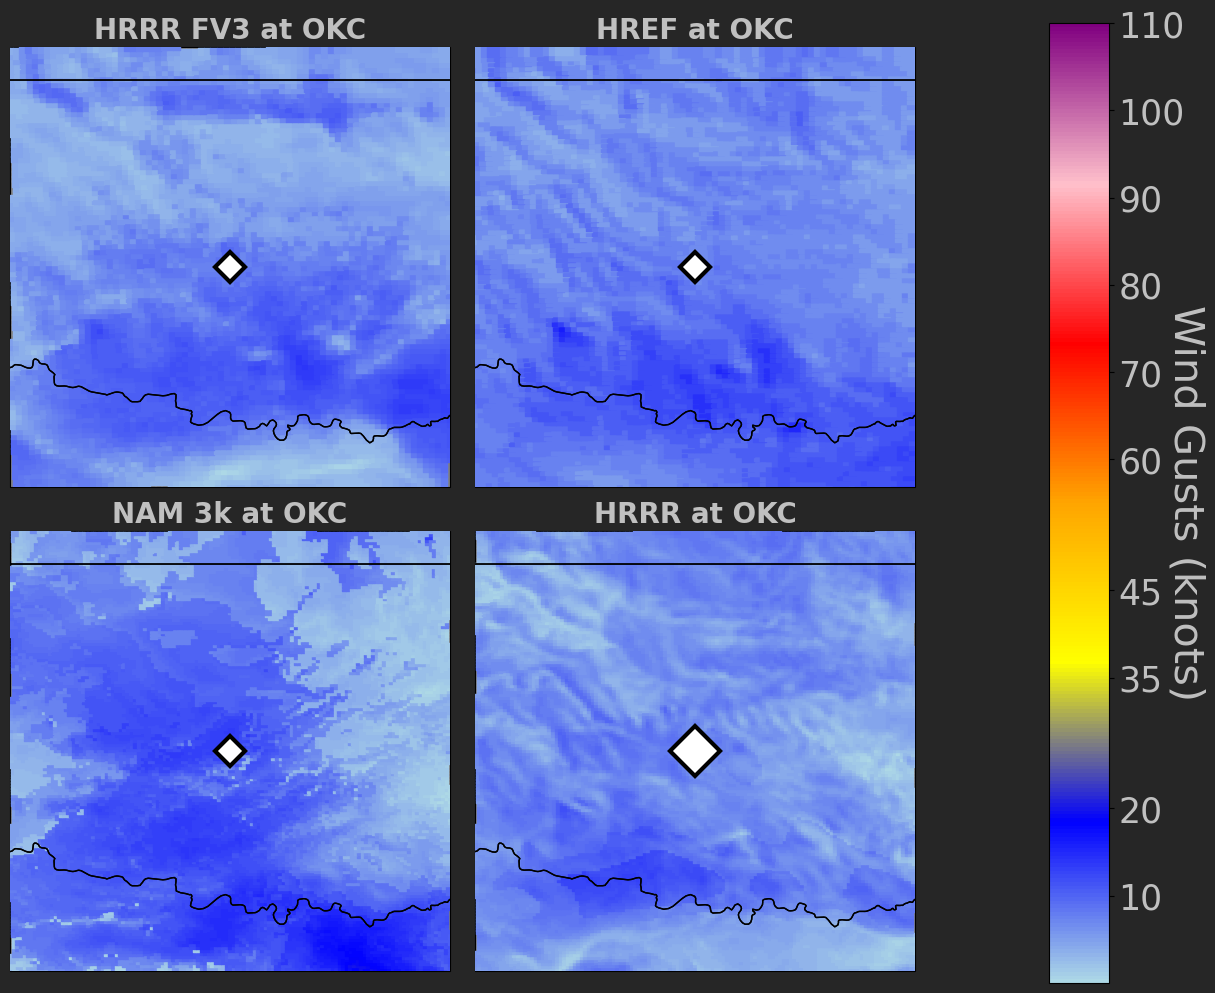 HRRR FV3 at OKC
HREF at OKC
NAM 3k at OKC
HRRR at OKC
110
100
90
80
70
60
45
35
20
10
Wind Gusts (knots)